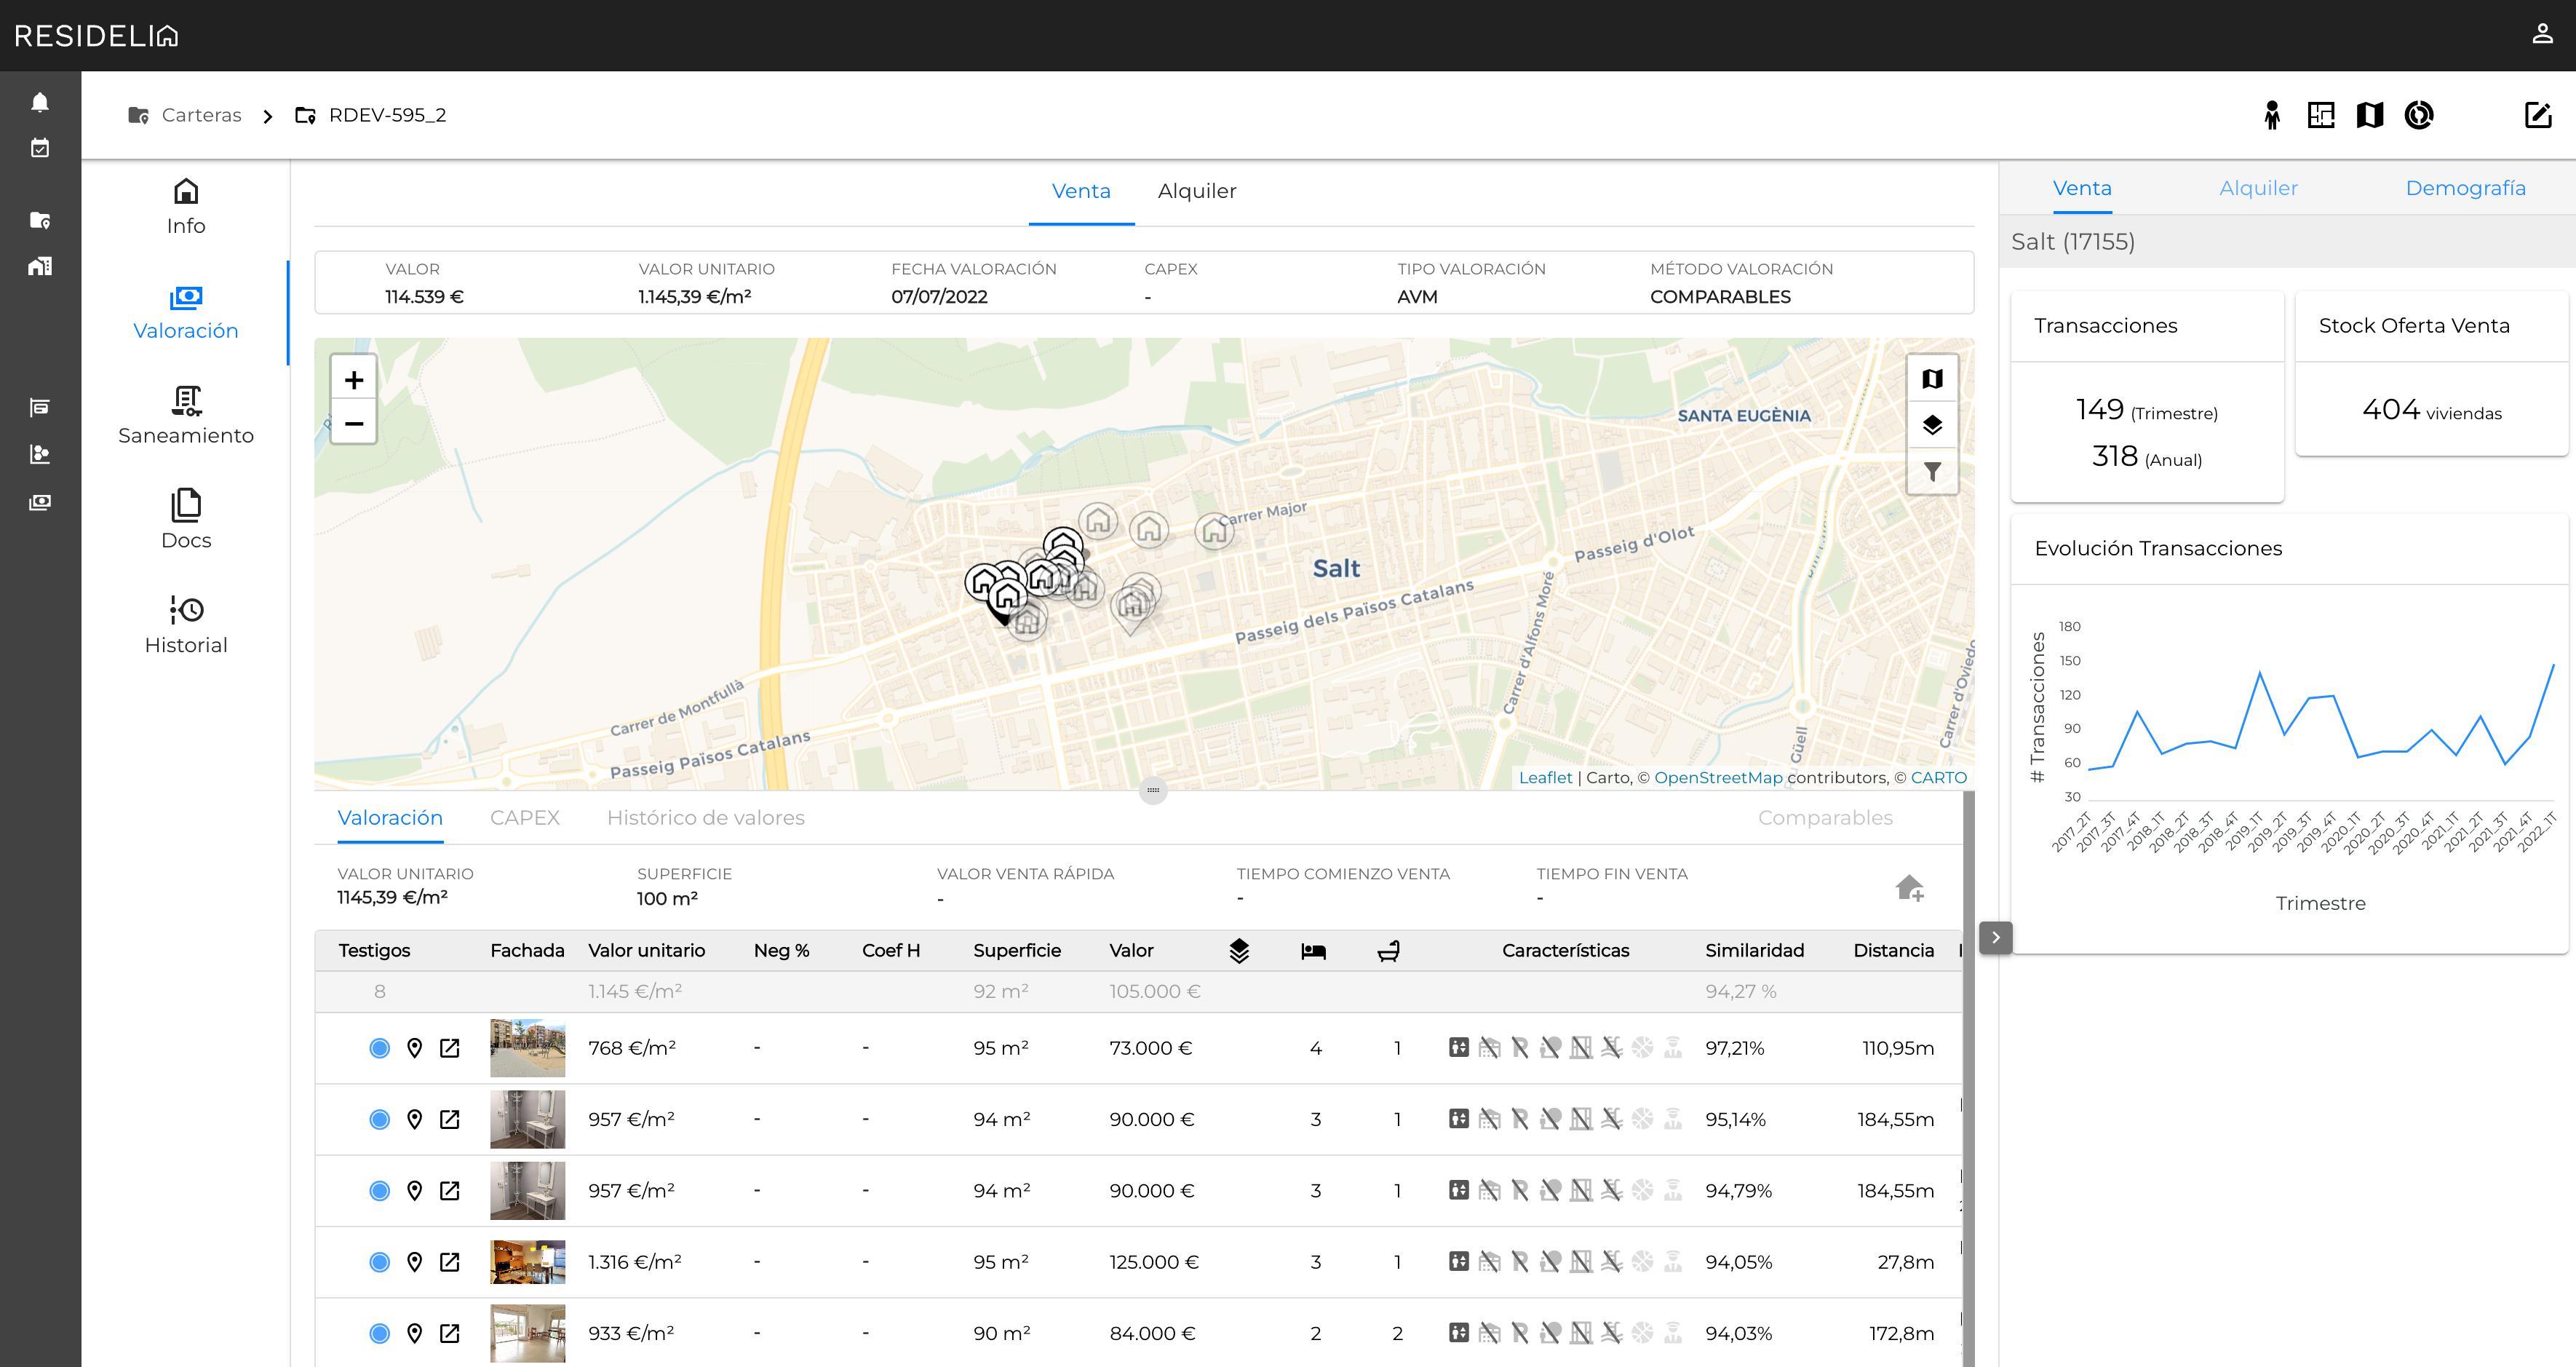 RESIDELIA
Carteras
RDEV-595_2
Info
Valoración
Saneamiento
Docs
Historial
Venta
Alquiler
VALOR
114.539 €
VALOR UNITARIO
1.145,39 €/m²
FECHA VALORACIÓN
07/07/2022
CAPEX
-
TIPO VALORACIÓN
AVM
MÉTODO VALORACIÓN
COMPARABLES
+
−
SANTA EUGÈNIA
Carrer Major
Passeig d'Olot
Salt
Passeig dels Països Catalans
Carrer d'Alfons Moré
Carrer d'Oviedo
Carrer de Montfullà
Passeig Països Catalans
Güell
Leaflet | Carto, © OpenStreetMap contributors, © CARTO
Valoración
CAPEX
Histórico de valores
Comparables
VALOR UNITARIO
1145,39 €/m²
SUPERFICIE
100 m²
VALOR VENTA RÁPIDA
-
TIEMPO COMIENZO VENTA
-
TIEMPO FIN VENTA
-
Testigos Fachada Valor unitario Neg % Coef H Superficie Valor Características Similaridad Distancia
8 1.145 €/m² 92 m² 105.000 € 94,27 %
768 €/m² - - 95 m² 73.000 € 4 1 97,21% 110,95m
957 €/m² - - 94 m² 90.000 € 3 1 95,14% 184,55m
957 €/m² - - 94 m² 90.000 € 3 1 94,79% 184,55m
1.316 €/m² - - 95 m² 125.000 € 3 1 94,05% 27,8m
933 €/m² - - 90 m² 84.000 € 2 2 94,03% 172,8m
Venta
Alquiler
Demografía
Salt (17155)
Transacciones
149 (Trimestre)
318 (Anual)
Stock Oferta Venta
404 viviendas
Evolución Transacciones
# Transacciones
180
150
120
90
60
30
2017_2T
2017_3T
2017_4T
2018_1T
2018_2T
2018_3T
2018_4T
2019_1T
2019_2T
2019_3T
2019_4T
2020_1T
2020_2T
2020_3T
2020_4T
2021_1T
2021_2T
2021_3T
2021_4T
2022_1T
Trimestre